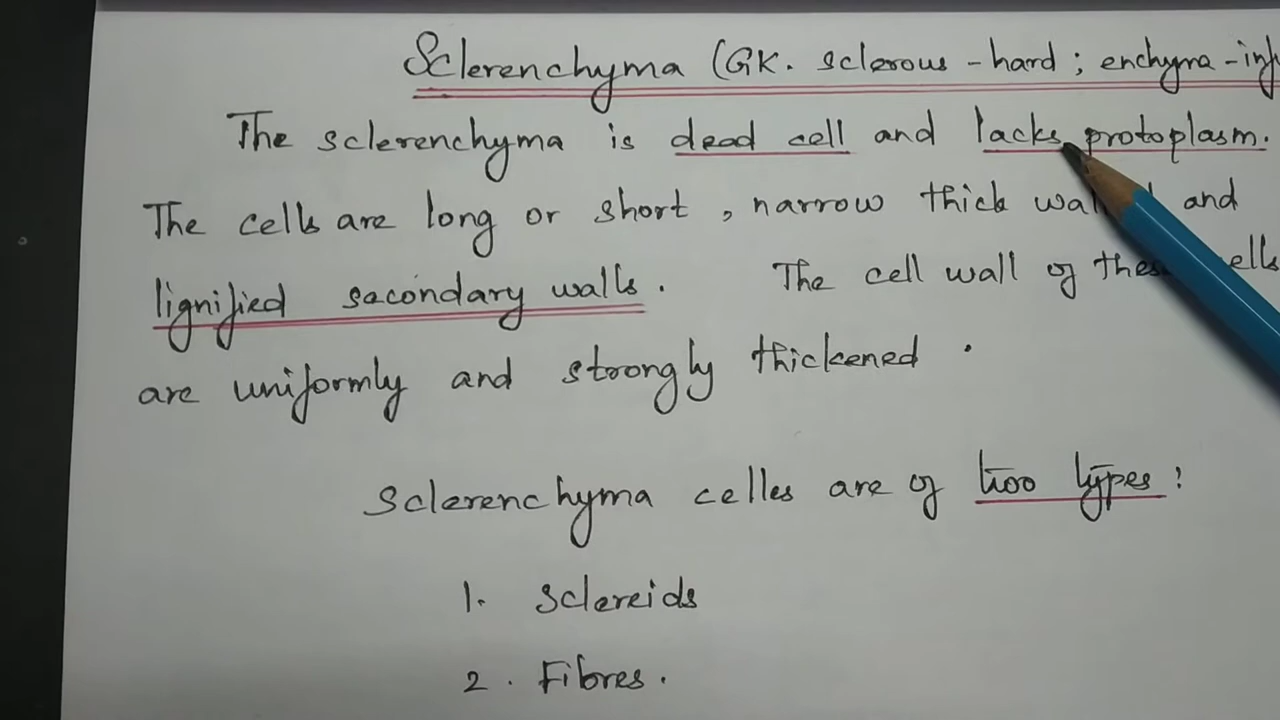 Sclerenchyma (GK. sclerous - hard ; enchyma -
The sclerenchyma is dead cell and lacks protoplasm.
The cells are long or short , narrow thick and
lignified sacondary walls . The cell wall of
are uniformly and strongly thickened .
Sclerenchyma celles are of two types :
1. Sclereids
2 . Fibres .